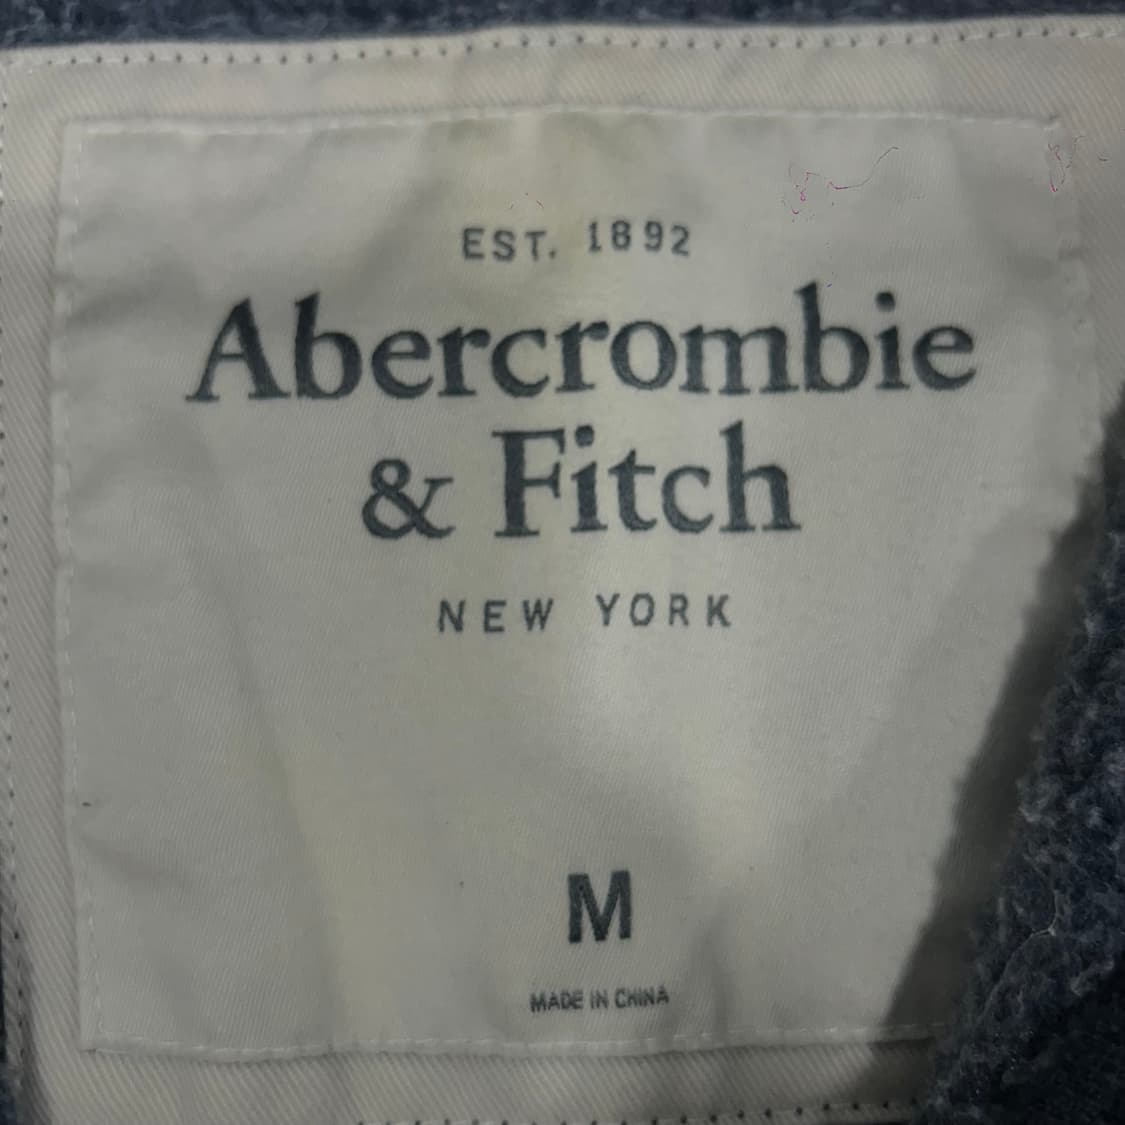 EST. 1892
Abercrombie
& Fitch
NEW YORK
M
MADE IN CHINA